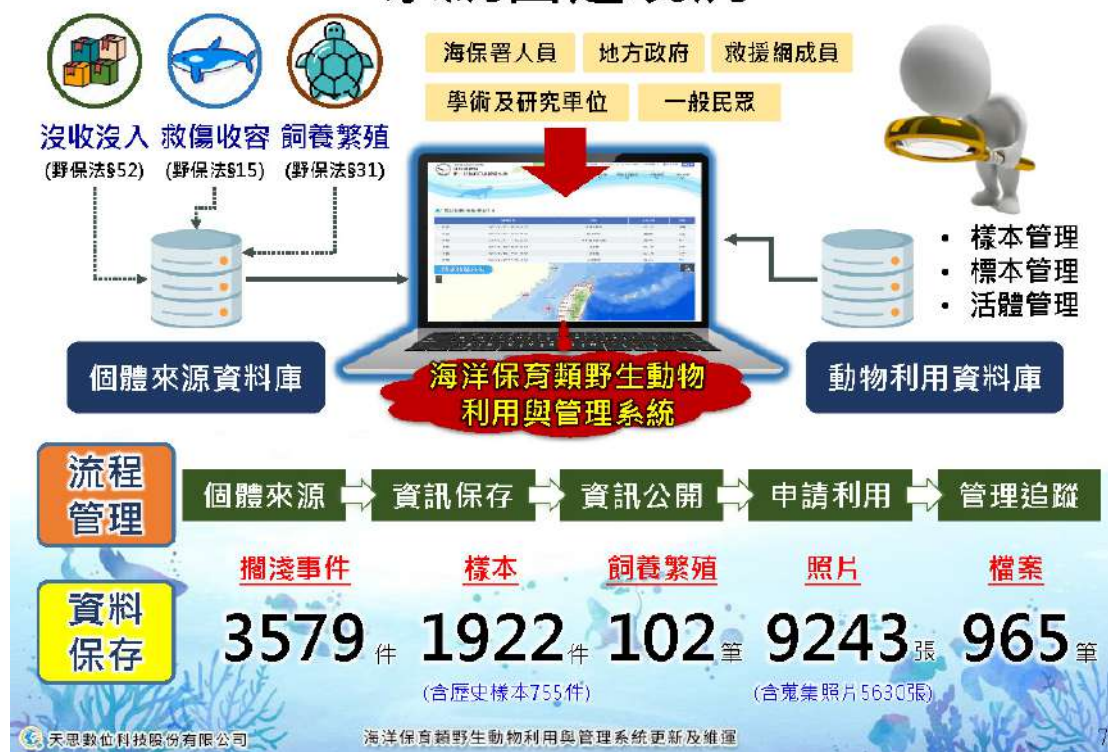 海保署人員 地方政府 救援網成員
學術及研究單位 一般民眾
沒收沒入 救傷收容 飼養繁殖
(野保法§52) (野保法§15) (野保法§31)
• 樣本管理
• 標本管理
• 活體管理
個體來源資料庫
海洋保育類野生動物
利用與管理系統
動物利用資料庫
流程
管理
個體來源 資訊保存 資訊公開 申請利用 管理追蹤
擱淺事件 樣本 飼養繁殖 照片 檔案
資料
保存
3579件 1922件 102筆 9243張 965筆
(含歷史樣本755件) (含蒐集照片5630張)
天思數位科技股份有限公司 海洋保育類野生動物利用與管理系統更新及維運